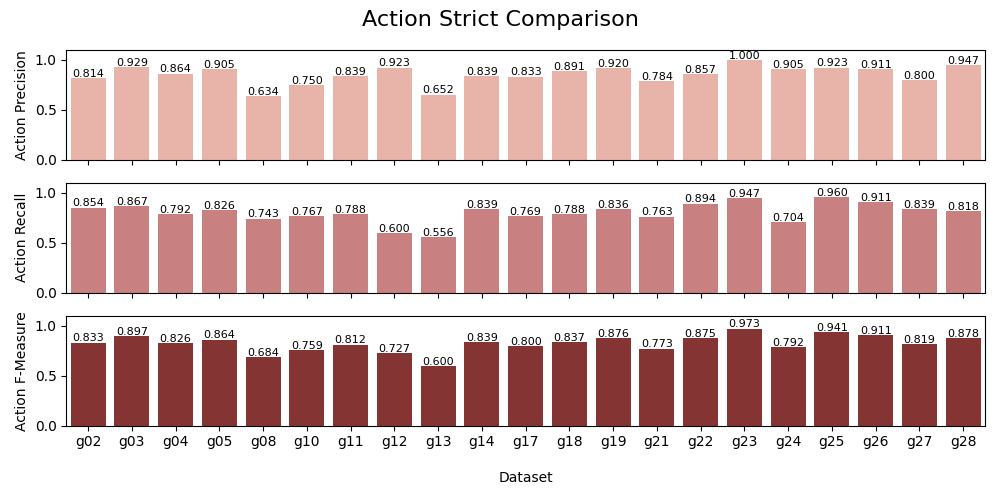 Action Strict Comparison
Action Precision
1.0
0.5
0.0
0.814 0.929 0.864 0.905 0.634 0.750 0.839 0.923 0.652 0.839 0.833 0.891 0.920 0.784 0.857 1.000 0.905 0.923 0.911 0.800 0.947
Action Recall
1.0
0.5
0.0
0.854 0.867 0.792 0.826 0.743 0.767 0.788 0.600 0.556 0.839 0.769 0.788 0.836 0.763 0.894 0.947 0.704 0.960 0.911 0.839 0.818
Action F-Measure
1.0
0.5
0.0
0.833 0.897 0.826 0.864 0.684 0.759 0.812 0.727 0.600 0.839 0.800 0.837 0.876 0.773 0.875 0.973 0.792 0.941 0.911 0.819 0.878
g02 g03 g04 g05 g08 g10 g11 g12 g13 g14 g17 g18 g19 g21 g22 g23 g24 g25 g26 g27 g28
Dataset